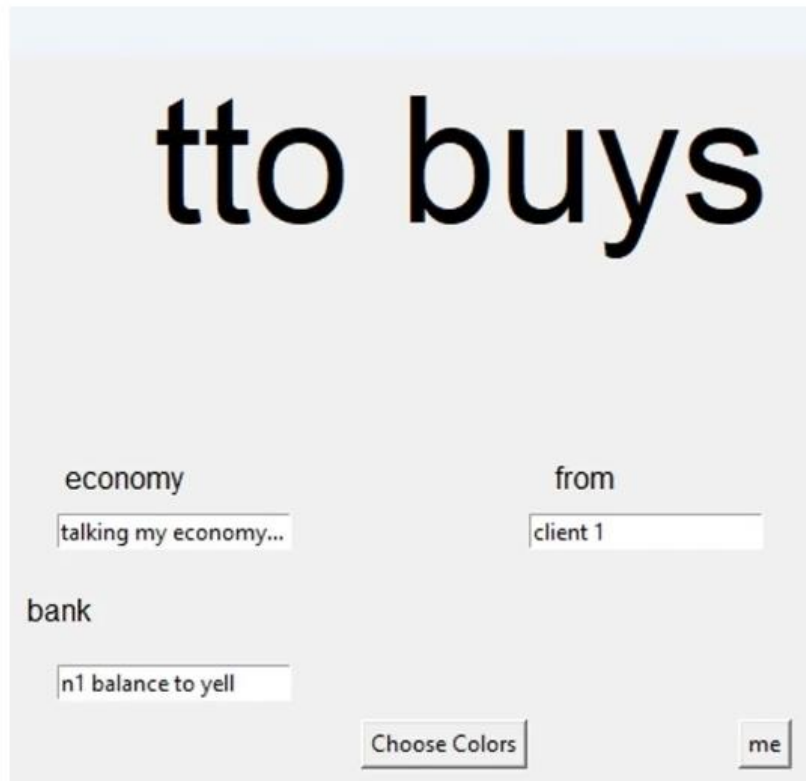 tto buys
economy
from
talking my economy...
client 1
bank
n1 balance to yell
Choose Colors
me